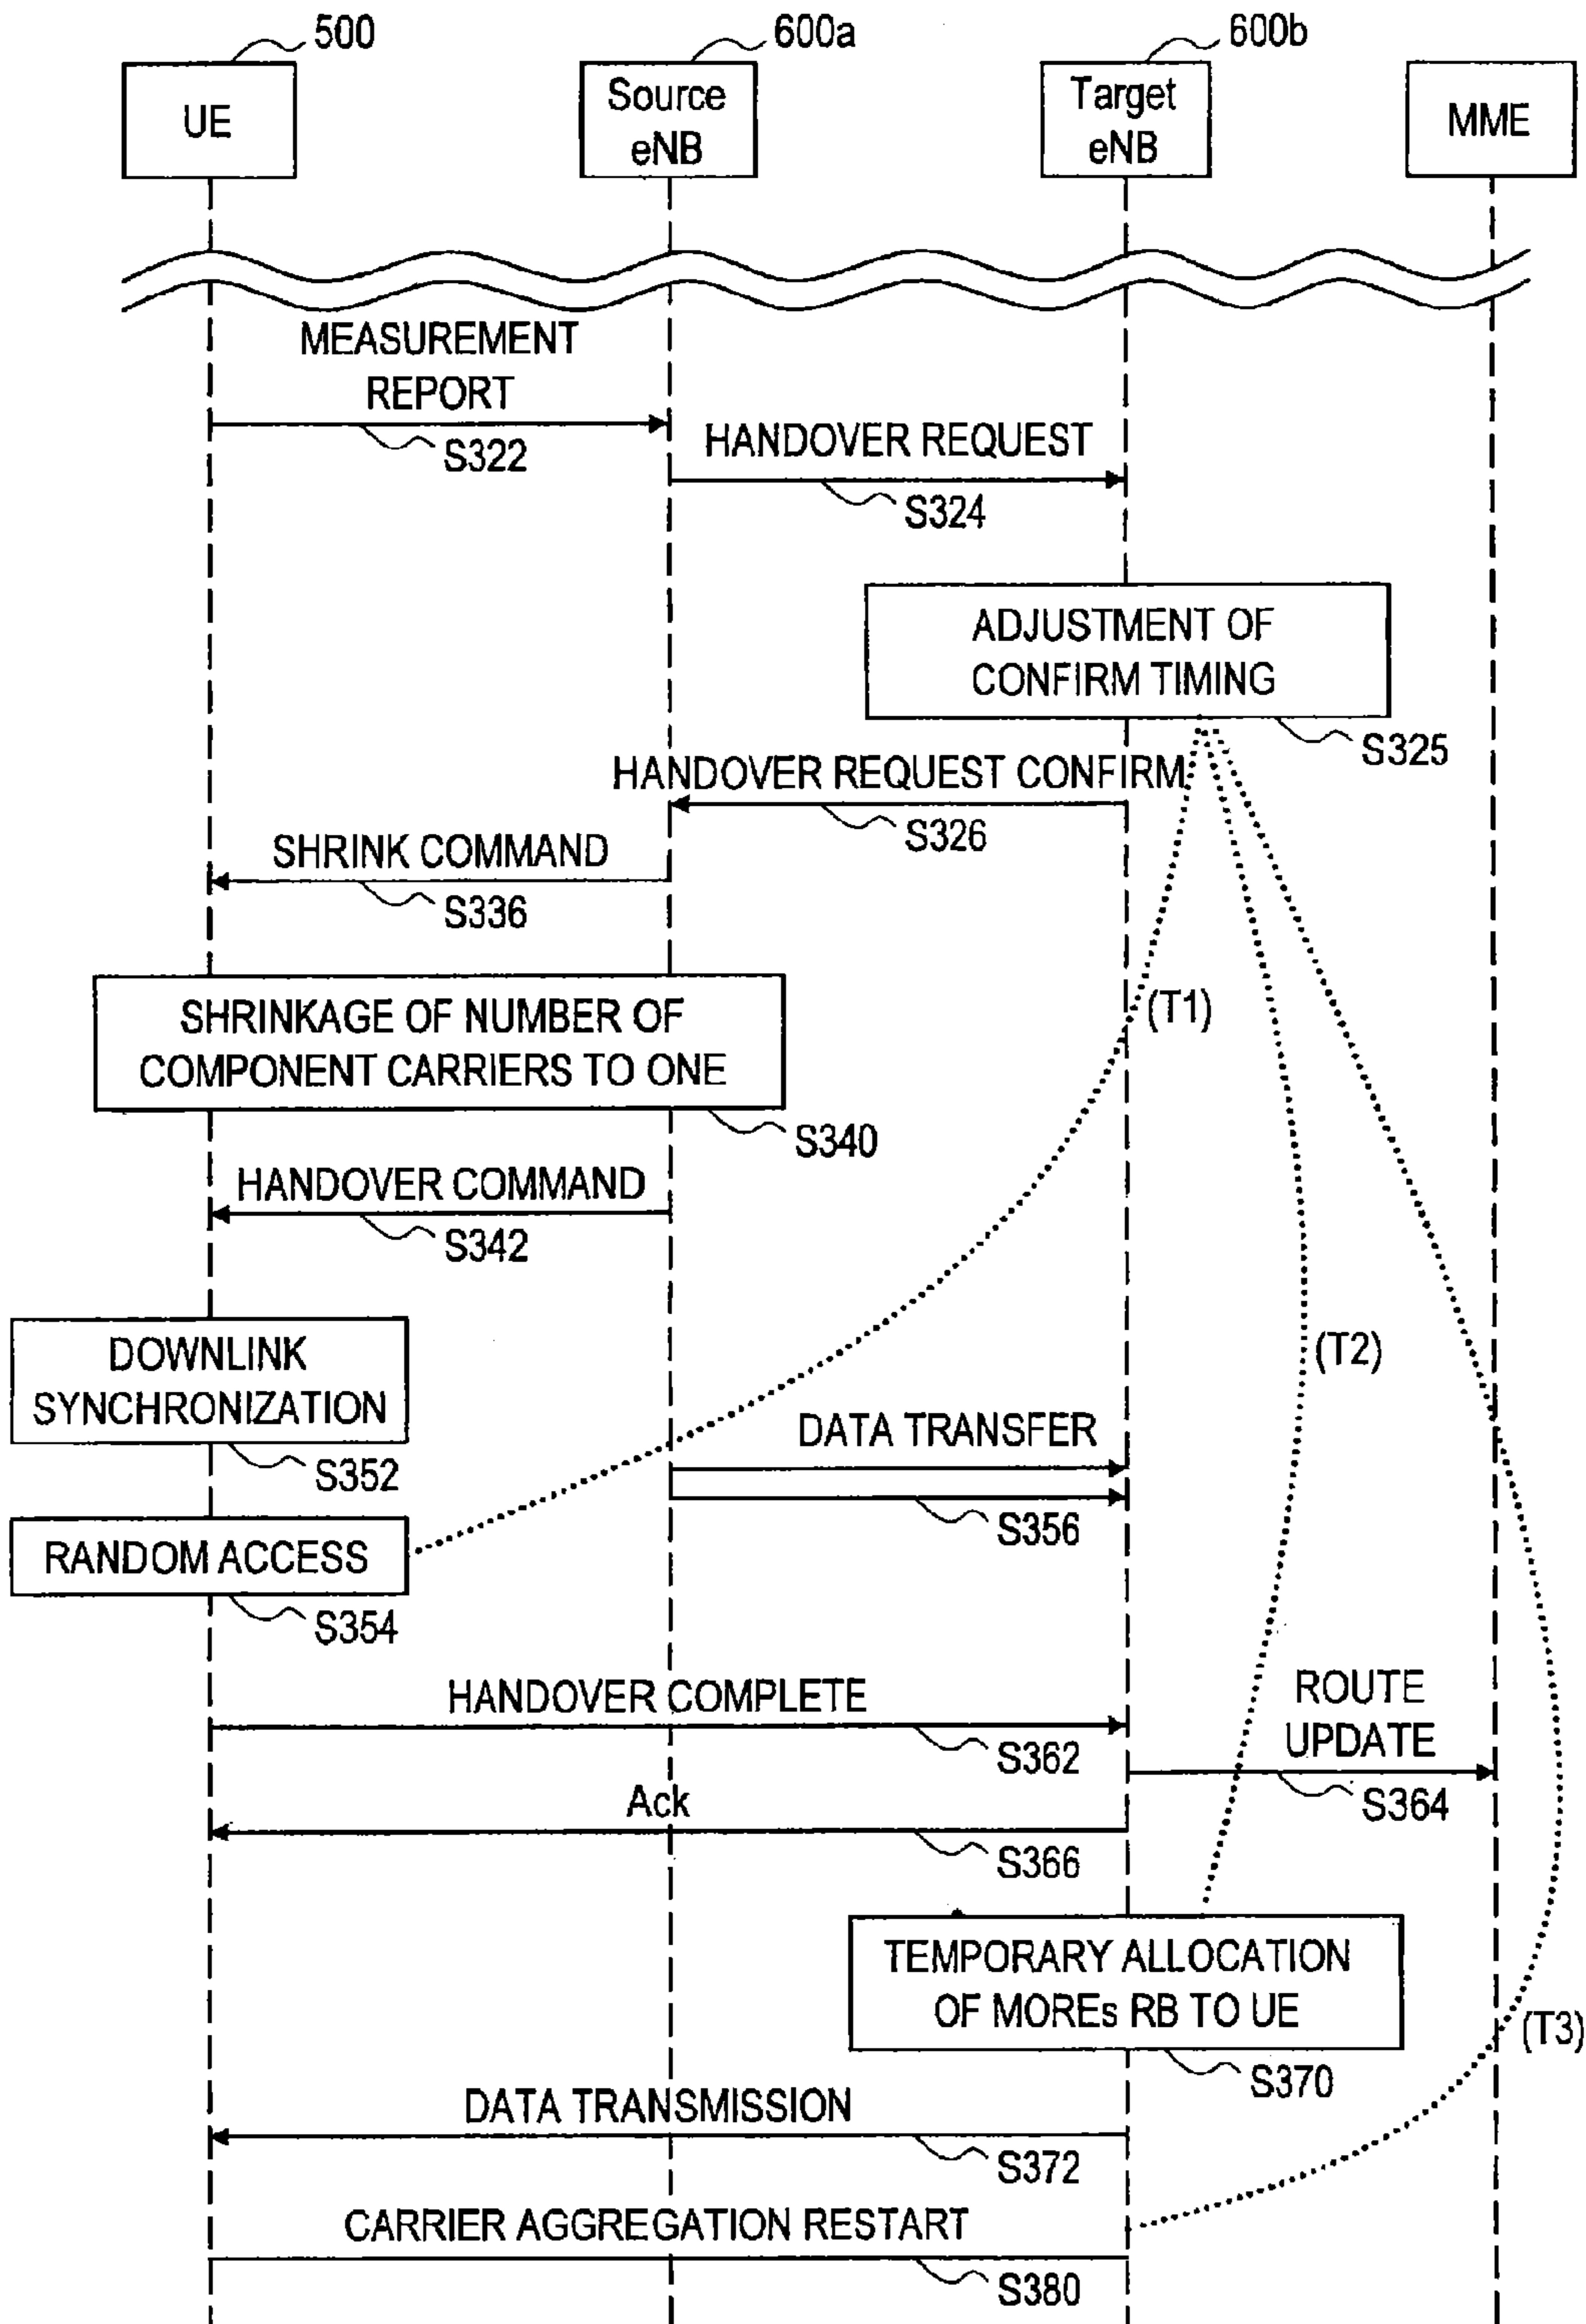 500
600a
600b
UE
Source
eNB
Target
eNB
MME
MEASUREMENT
REPORT
S322
HANDOVER REQUEST
S324
ADJUSTMENT OF
CONFIRM TIMING
S325
HANDOVER REQUEST CONFIRM
S326
SHRINK COMMAND
S336
(T1)
SHRINKAGE OF NUMBER OF
COMPONENT CARRIERS TO ONE
S340
HANDOVER COMMAND
S342
(T2)
DOWNLINK
SYNCHRONIZATION
S352
DATA TRANSFER
S356
RANDOM ACCESS
S354
HANDOVER COMPLETE
S362
ROUTE
UPDATE
S364
Ack
S366
TEMPORARY ALLOCATION
OF MOREs RB TO UE
S370
(T3)
DATA TRANSMISSION
S372
CARRIER AGGREGATION RESTART
S380